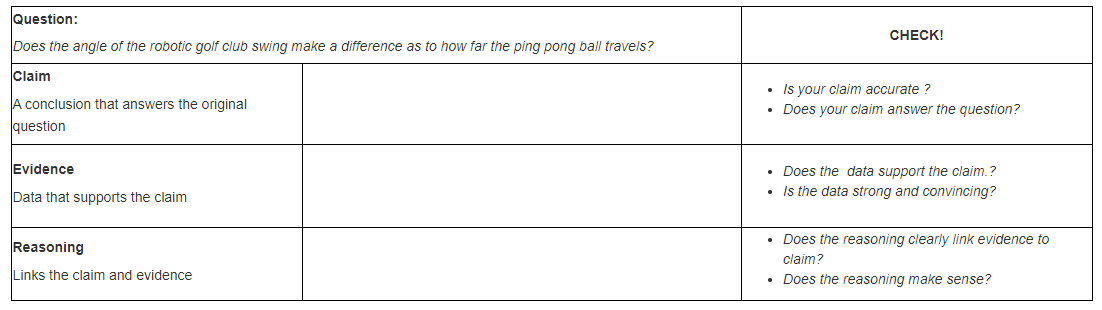 Question:
Does the angle of the robotic golf club swing make a difference as to how far the ping pong ball travels?
CHECK!
Claim
A conclusion that answers the original
question
• Is your claim accurate ?
• Does your claim answer the question?
Evidence
Data that supports the claim
• Does the  data support the claim.?
• Is the data strong and convincing?
Reasoning
Links the claim and evidence
• Does the reasoning clearly link evidence to
claim?
• Does the reasoning make sense?